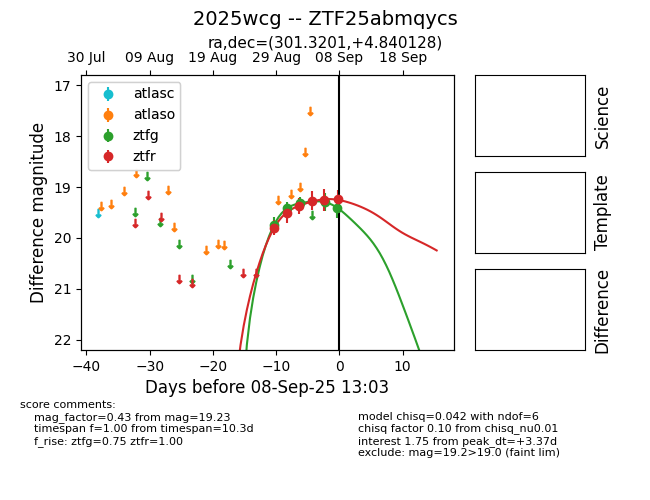 2025wcg -- ZTF25abmqycs
ra,dec=(301.3201,+4.840128)
30 Jul 09 Aug 19 Aug 29 Aug 08 Sep 18 Sep
atlasc
atlaso
ztfg
ztfr
17
18
19
20
21
22
Difference magnitude
−40 −30 −20 −10 0 10
Days before 08-Sep-25 13:03
Science
Template
Difference
score comments:
mag_factor=0.43 from mag=19.23
timespan f=1.00 from timespan=10.3d
f_rise: ztfg=0.75 ztfr=1.00
model chisq=0.042 with ndof=6
chisq factor 0.10 from chisq_nu0.01
interest 1.75 from peak_dt=+3.37d
exclude: mag=19.2>19.0 (faint lim)